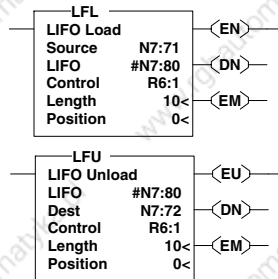 LFL
LIFO Load
Source N7:71
LIFO #N7:80
Control R6:1
Length 10<
Position 0<
EN
DN
EM
LFU
LIFO Unload
LIFO #N7:80
Dest N7:72
Control R6:1
Length 10<
Position 0<
EU
DN
EM